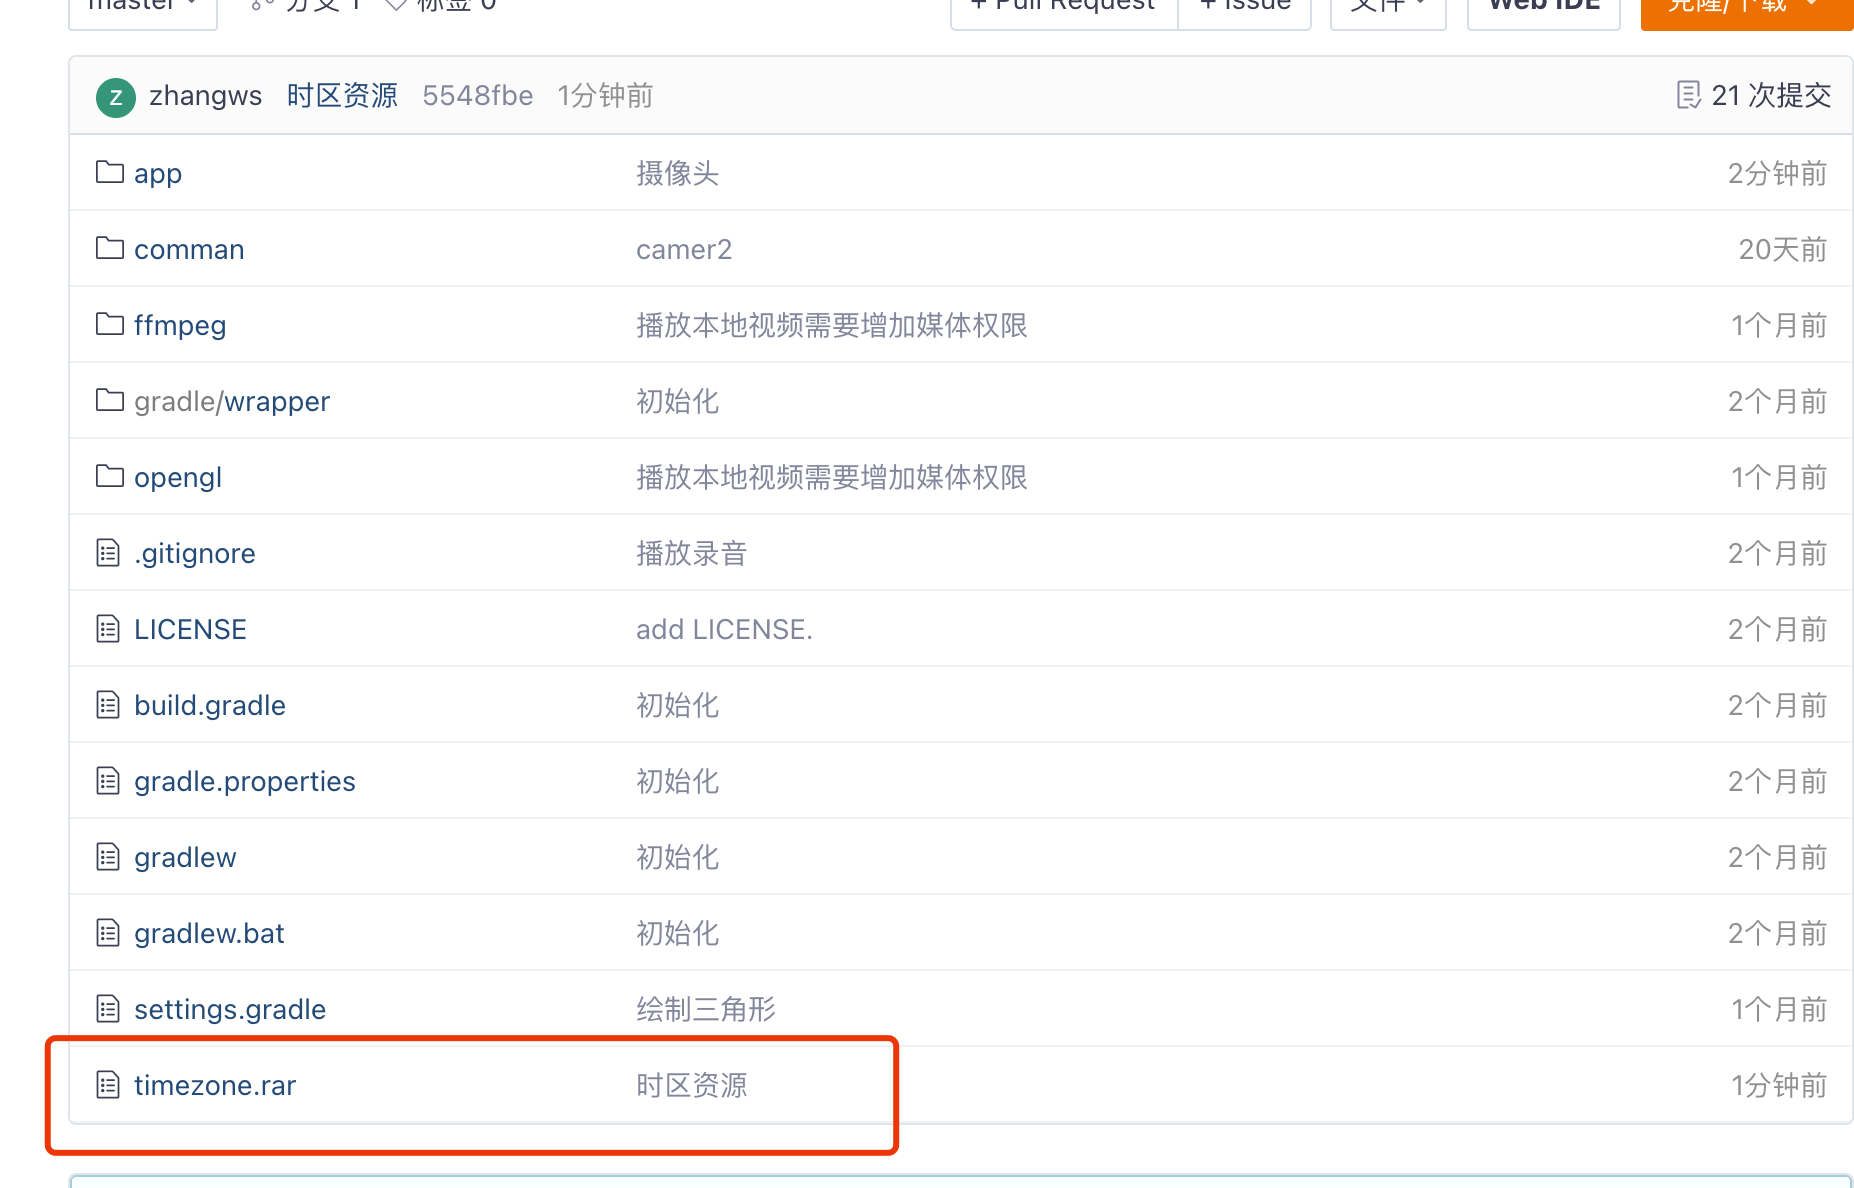 master 分支 1 标签 0 + Pull Request + Issue 文件 Web IDE 克隆/下载
z zhangws 时区资源 5548fbe 1分钟前 21 次提交
app 摄像头 2分钟前
comman camer2 20天前
ffmpeg 播放本地视频需要增加媒体权限 1个月前
gradle/wrapper 初始化 2个月前
opengl 播放本地视频需要增加媒体权限 1个月前
.gitignore 播放录音 2个月前
LICENSE add LICENSE. 2个月前
build.gradle 初始化 2个月前
gradle.properties 初始化 2个月前
gradlew 初始化 2个月前
gradlew.bat 初始化 2个月前
settings.gradle 绘制三角形 1个月前
timezone.rar 时区资源 1分钟前